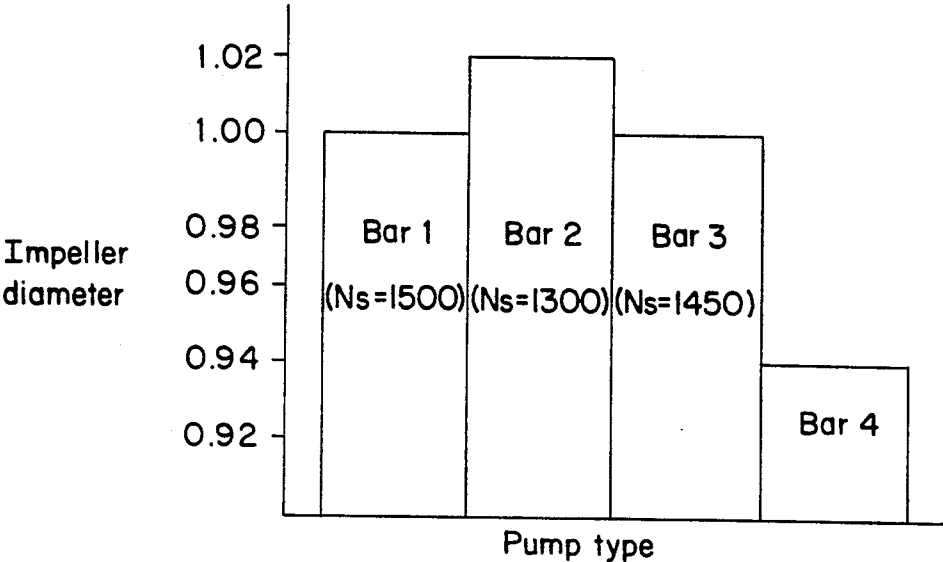 1.02
1.00
0.98
0.96
0.94
0.92
Impeller
diameter
Bar 1
(Ns=1500)
Bar 2
(Ns=1300)
Bar 3
(Ns=1450)
Bar 4
Pump type